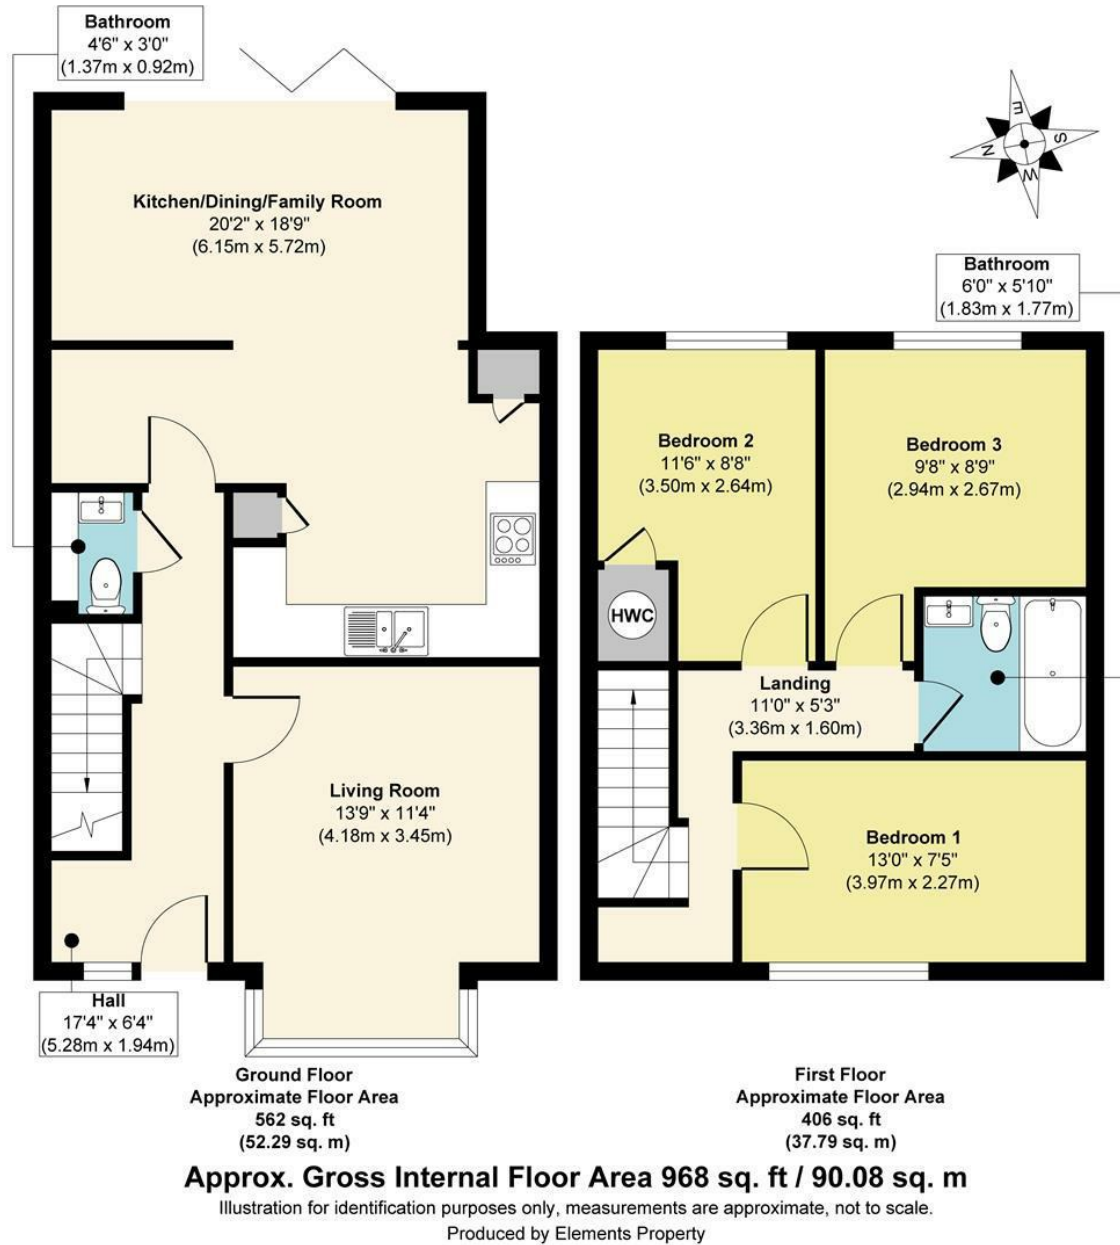 Bathroom
4'6" x 3'0"
(1.37m x 0.92m)
Kitchen/Dining/Family Room
20'2" x 18'9"
(6.15m x 5.72m)
E
N
S
W
Bathroom
6'0" x 5'10"
(1.83m x 1.77m)
Bedroom 2
11'6" x 8'8"
(3.50m x 2.64m)
Bedroom 3
9'8" x 8'9"
(2.94m x 2.67m)
HWC
Landing
11'0" x 5'3"
(3.36m x 1.60m)
Living Room
13'9" x 11'4"
(4.18m x 3.45m)
Bedroom 1
13'0" x 7'5"
(3.97m x 2.27m)
Hall
17'4" x 6'4"
(5.28m x 1.94m)
Ground Floor
Approximate Floor Area
562 sq. ft
(52.29 sq. m)
First Floor
Approximate Floor Area
406 sq. ft
(37.79 sq. m)
Approx. Gross Internal Floor Area 968 sq. ft / 90.08 sq. m
Illustration for identification purposes only, measurements are approximate, not to scale.
Produced by Elements Property